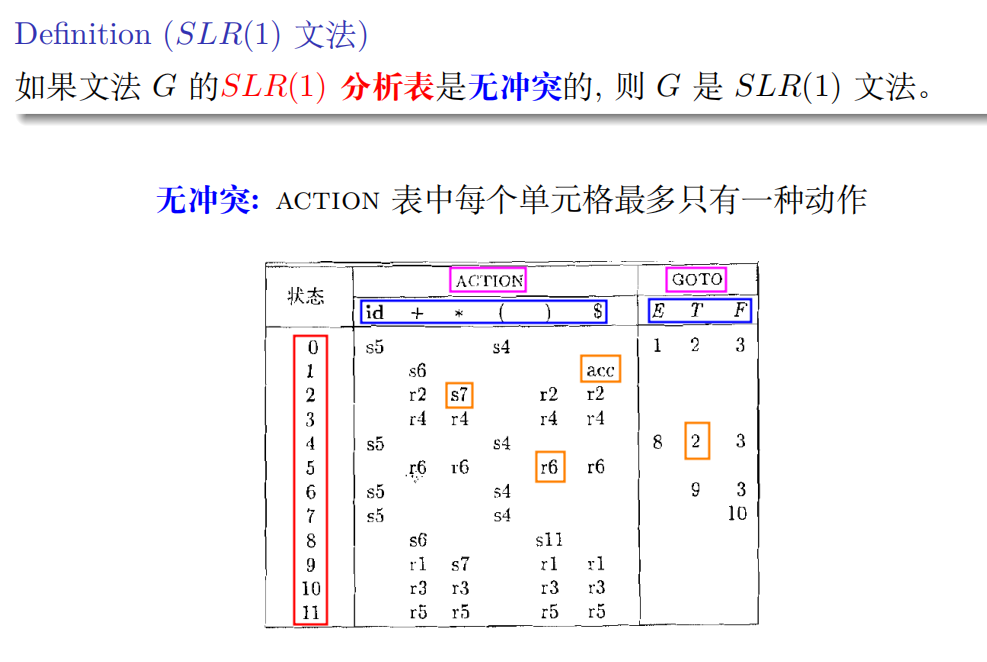 Definition (SLR(1) 文法)
如果文法 G 的SLR(1) 分析表是无冲突的, 则 G 是 SLR(1) 文法。
无冲突: ACTION 表中每个单元格最多只有一种动作
状态 ACTION GOTO
id + * ( ) $ E T F
0 s5 s4 1 2 3
1 s6 acc
2 r2 s7 r2 r2
3 r4 r4 r4 r4
4 s5 s4 8 2 3
5 r6 r6 r6 r6
6 s5 s4 9 3
7 s5 s4 10
8 s6 s11
9 r1 s7 r1 r1
10 r3 r3 r3 r3
11 r5 r5 r5 r5